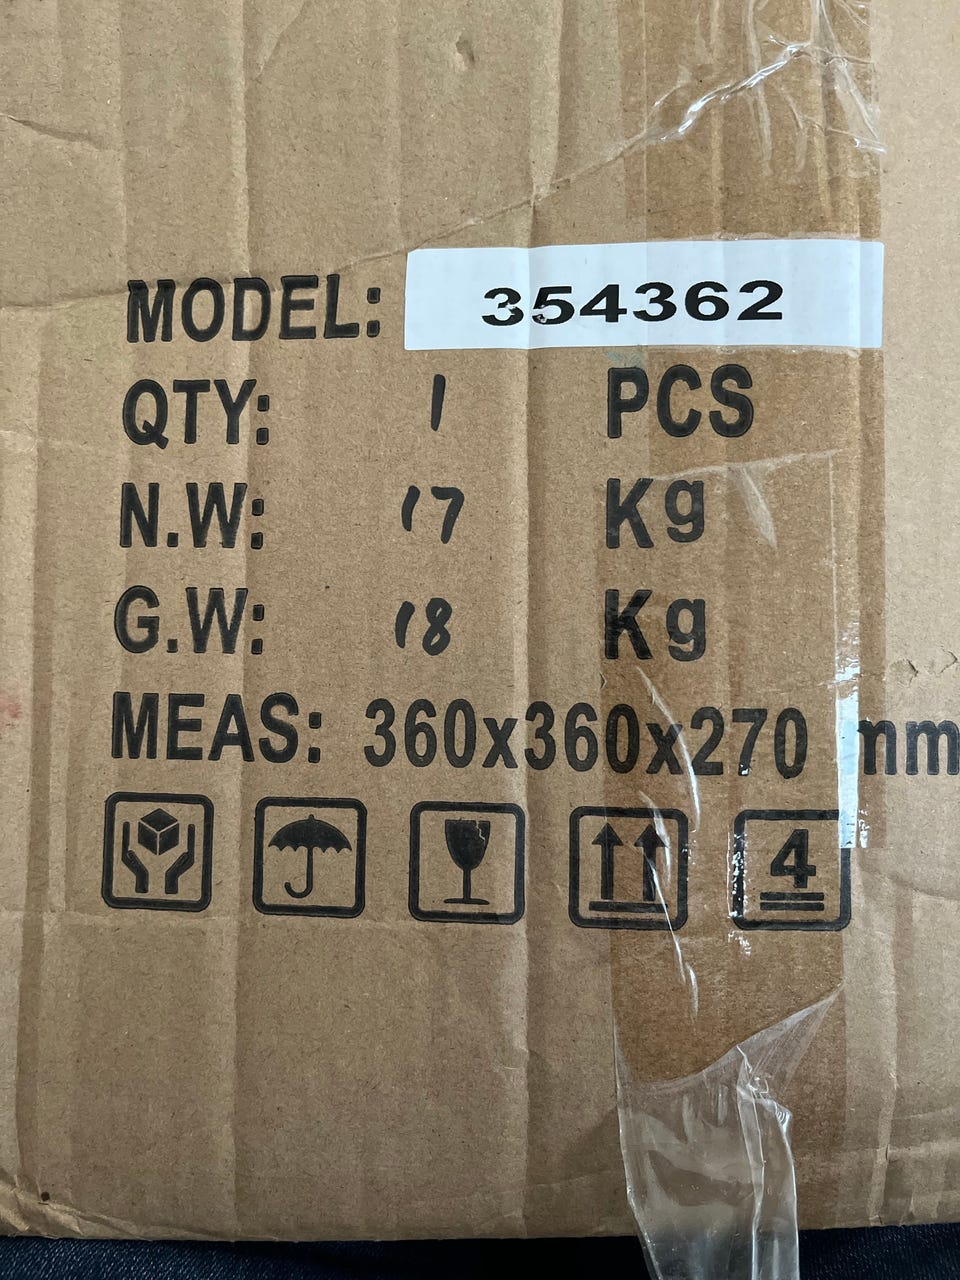 MODEL: 354362
QTY: 1 PCS
N.W: 17 Kg
G.W: 18 Kg
MEAS: 360x360x270 mm
4